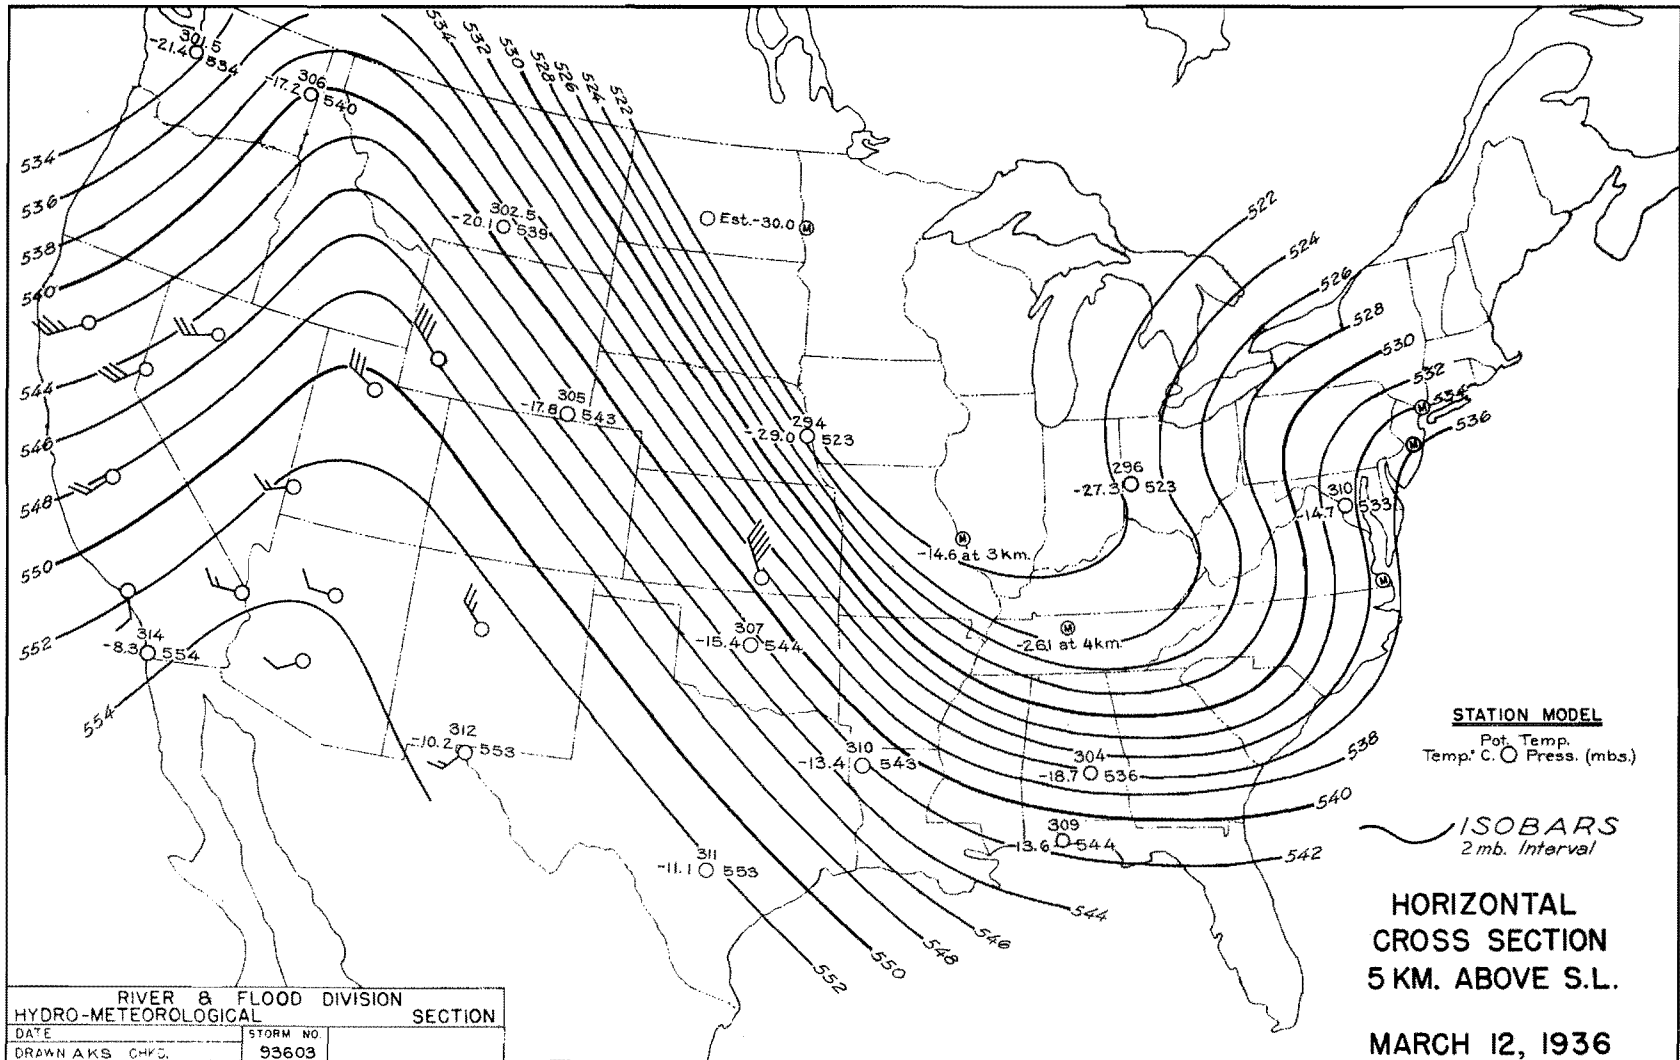 534
532
530
528
526
524
522
301.5
-21.4 534
306
-17.2 540
534
536
538
540
544
546
548
550
552
554
302.5
-20.1 539
Est.-30.0 M
522
524
526
528
530
532
534
536
M
M
305
-17.8 543
294
-29.0 523
296
-27.3 523
310
-14.7 533
M
-14.6 at 3km.
M
M
-26.1 at 4km.
314
-8.3 554
307
-15.4 544
312
-10.2 553
310
-13.4 543
304
-18.7 536
309
-13.6 544
311
-11.1 553
538
540
542
544
546
548
550
552
STATION MODEL
Pot. Temp.
Temp.° C. Press. (mbs.)
ISOBARS
2 mb. Interval
HORIZONTAL
CROSS SECTION
5 KM. ABOVE S.L.
MARCH 12, 1936
RIVER & FLOOD DIVISION
HYDRO-METEOROLOGICAL SECTION
DATE STORM NO.
DRAWN AKS CHKD. 93603